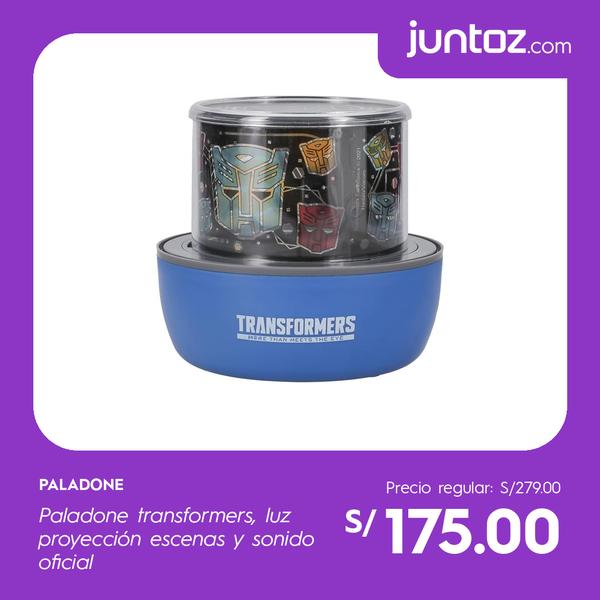 juntoz.com
TRANSFORMERS
MORE THAN MEETS THE EYE
PALADONE
Paladone transformers, luz
proyección escenas y sonido
oficial
Precio regular: S/279.00
S/175.00